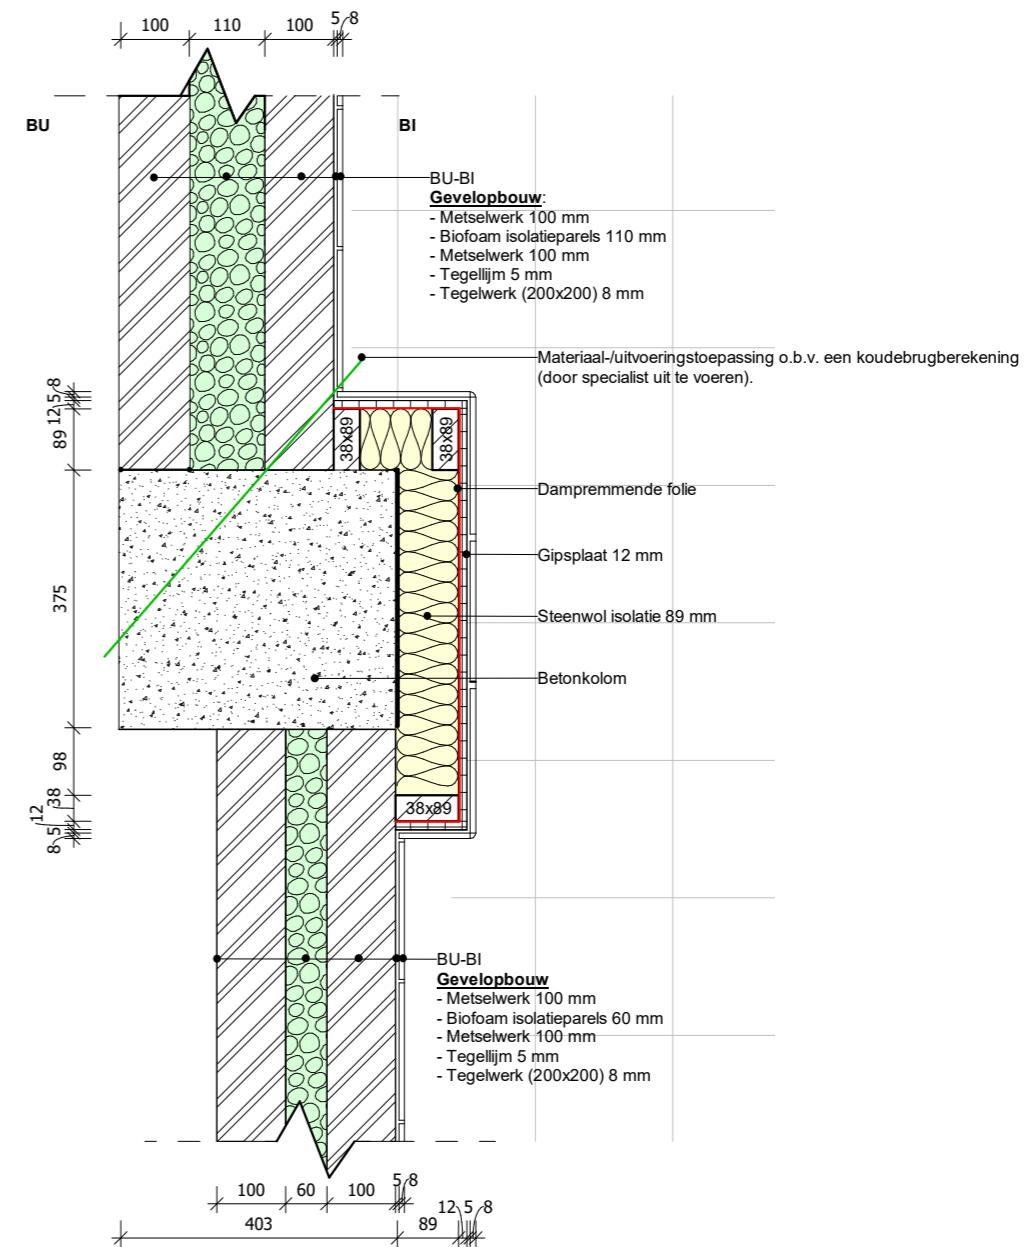 100 110 100 5 8
BU BI
BU-BI
Gevelopbouw:
- Metselwerk 100 mm
- Biofoam isolatieparels 110 mm
- Metselwerk 100 mm
- Tegellijm 5 mm
- Tegelwerk (200x200) 8 mm
Materiaal-/uitvoeringstoepassing o.b.v. een koudebrugberekening
(door specialist uit te voeren).
8
5
12
89
38x89
38x89
Dampremmende folie
Gipsplaat 12 mm
375
Steenwol isolatie 89 mm
Betonkolom
98
38
12
5
8
38x89
BU-BI
Gevelopbouw
- Metselwerk 100 mm
- Biofoam isolatieparels 60 mm
- Metselwerk 100 mm
- Tegellijm 5 mm
- Tegelwerk (200x200) 8 mm
100 60 100 5 8
403 89 12 5 8